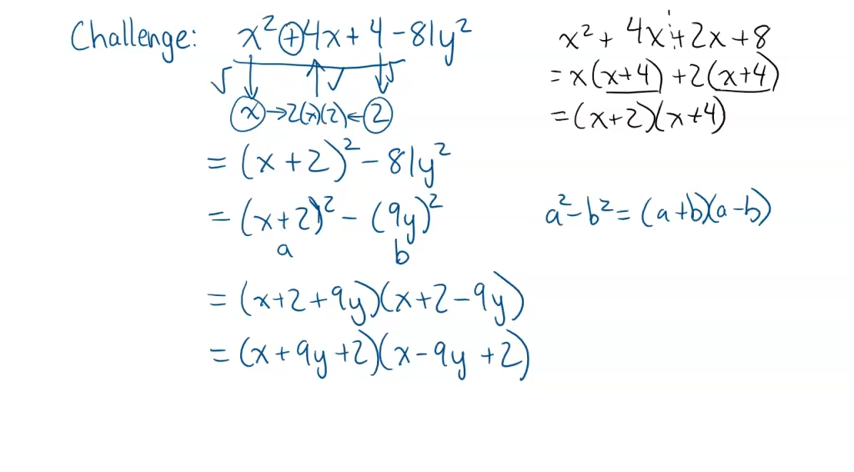 Challenge: x² + 4x + 4 - 81y²
√ √ √
x → 2(x)(2) ← 2
= (x + 2)² - 81y²
= (x+2)² - (9y)²
a b
= (x+2+9y)(x+2-9y)
= (x+9y+2)(x-9y+2)
x² + 4x + 2x + 8
= x(x+4) + 2(x+4)
= (x+2)(x+4)
a² - b² = (a+b)(a-b)